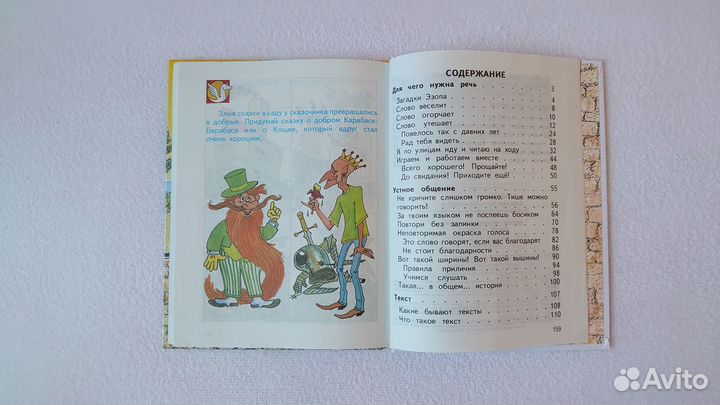 Злые сказки в саду у сказочника превращались
в добрые. Придумай сказку о добром Карабасе-
Барабасе или о Кощее, который вдруг стал
очень хорошим.
СОДЕРЖАНИЕ
Для чего нужна речь 3
Загадки Эзопа 4
Слово веселит 8
Слово огорчает 10
Слово утешает 12
Повелось так с давних лет 24
Рад тебя видеть 28
Я по улицам иду и читаю на ходу 32
Играем и работаем вместе 44
Всего хорошего! Прощайте! 48
До свидания! Приходите ещё! 50
Устное общение 55
Не кричите слишком громко. Тише можно
говорить! 56
За твоим языком не поспеешь босиком 64
Повтори без запинки 70
Неповторимая окраска голоса 78
Это слово говорят, если вас благодарят 82
Не стоит благодарности 86
Вот такой ширины! Вот такой вышины! 90
Правила приличия 94
Учимся слушать 98
Такая... в общем... история 100
Текст 107
Какие бывают тексты 108
Что такое текст 110
159
Avito